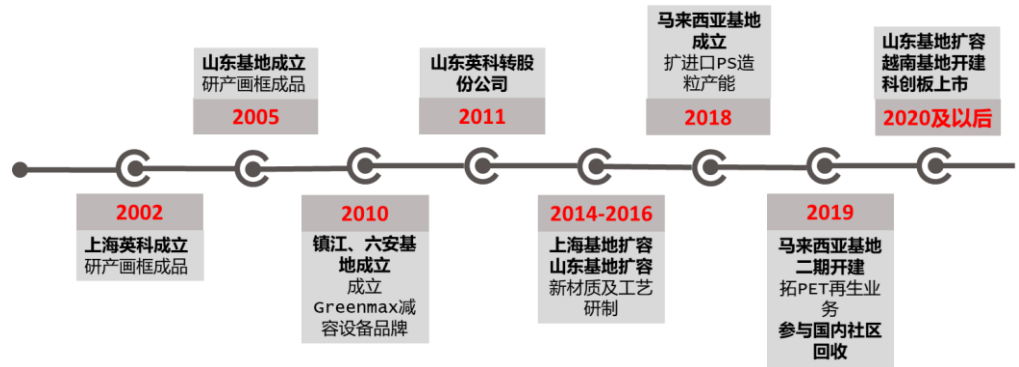 2002
上海英科成立
研产画框成品
山东基地成立
研产画框成品
2005
2010
镇江、六安基
地成立
成立
Greenmax减
容设备品牌
山东英科转股
份公司
2011
2014-2016
上海基地扩容
山东基地扩容
新材质及工艺
研制
马来西亚基地
成立
扩进口PS造
粒产能
2018
2019
马来西亚基地
二期开建
拓PET再生业
务
参与国内社区
回收
山东基地扩容
越南基地开建
科创板上市
2020及以后